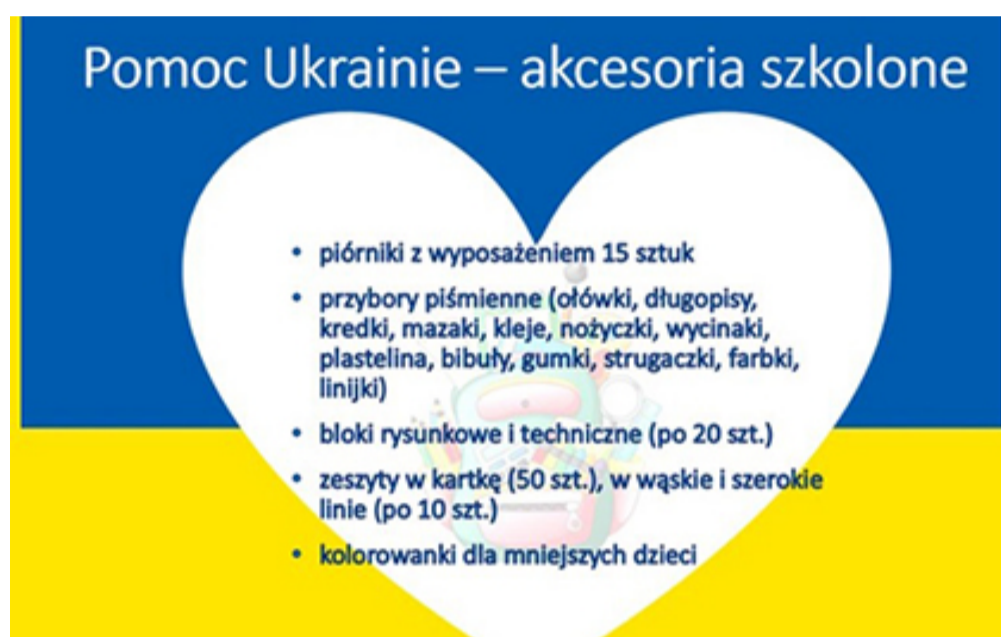 Pomoc Ukrainie – akcesoria szkolone
• piórniki z wyposażeniem 15 sztuk
• przybory piśmienne (ołówki, długopisy,
kredki, mazaki, kleje, nożyczki, wycinaki,
plastelina, bibuły, gumki, strugaczki, farbki,
linijki)
• bloki rysunkowe i techniczne (po 20 szt.)
• zeszyty w kartkę (50 szt.), w wąskie i szerokie
linie (po 10 szt.)
• kolorowanki dla mniejszych dzieci